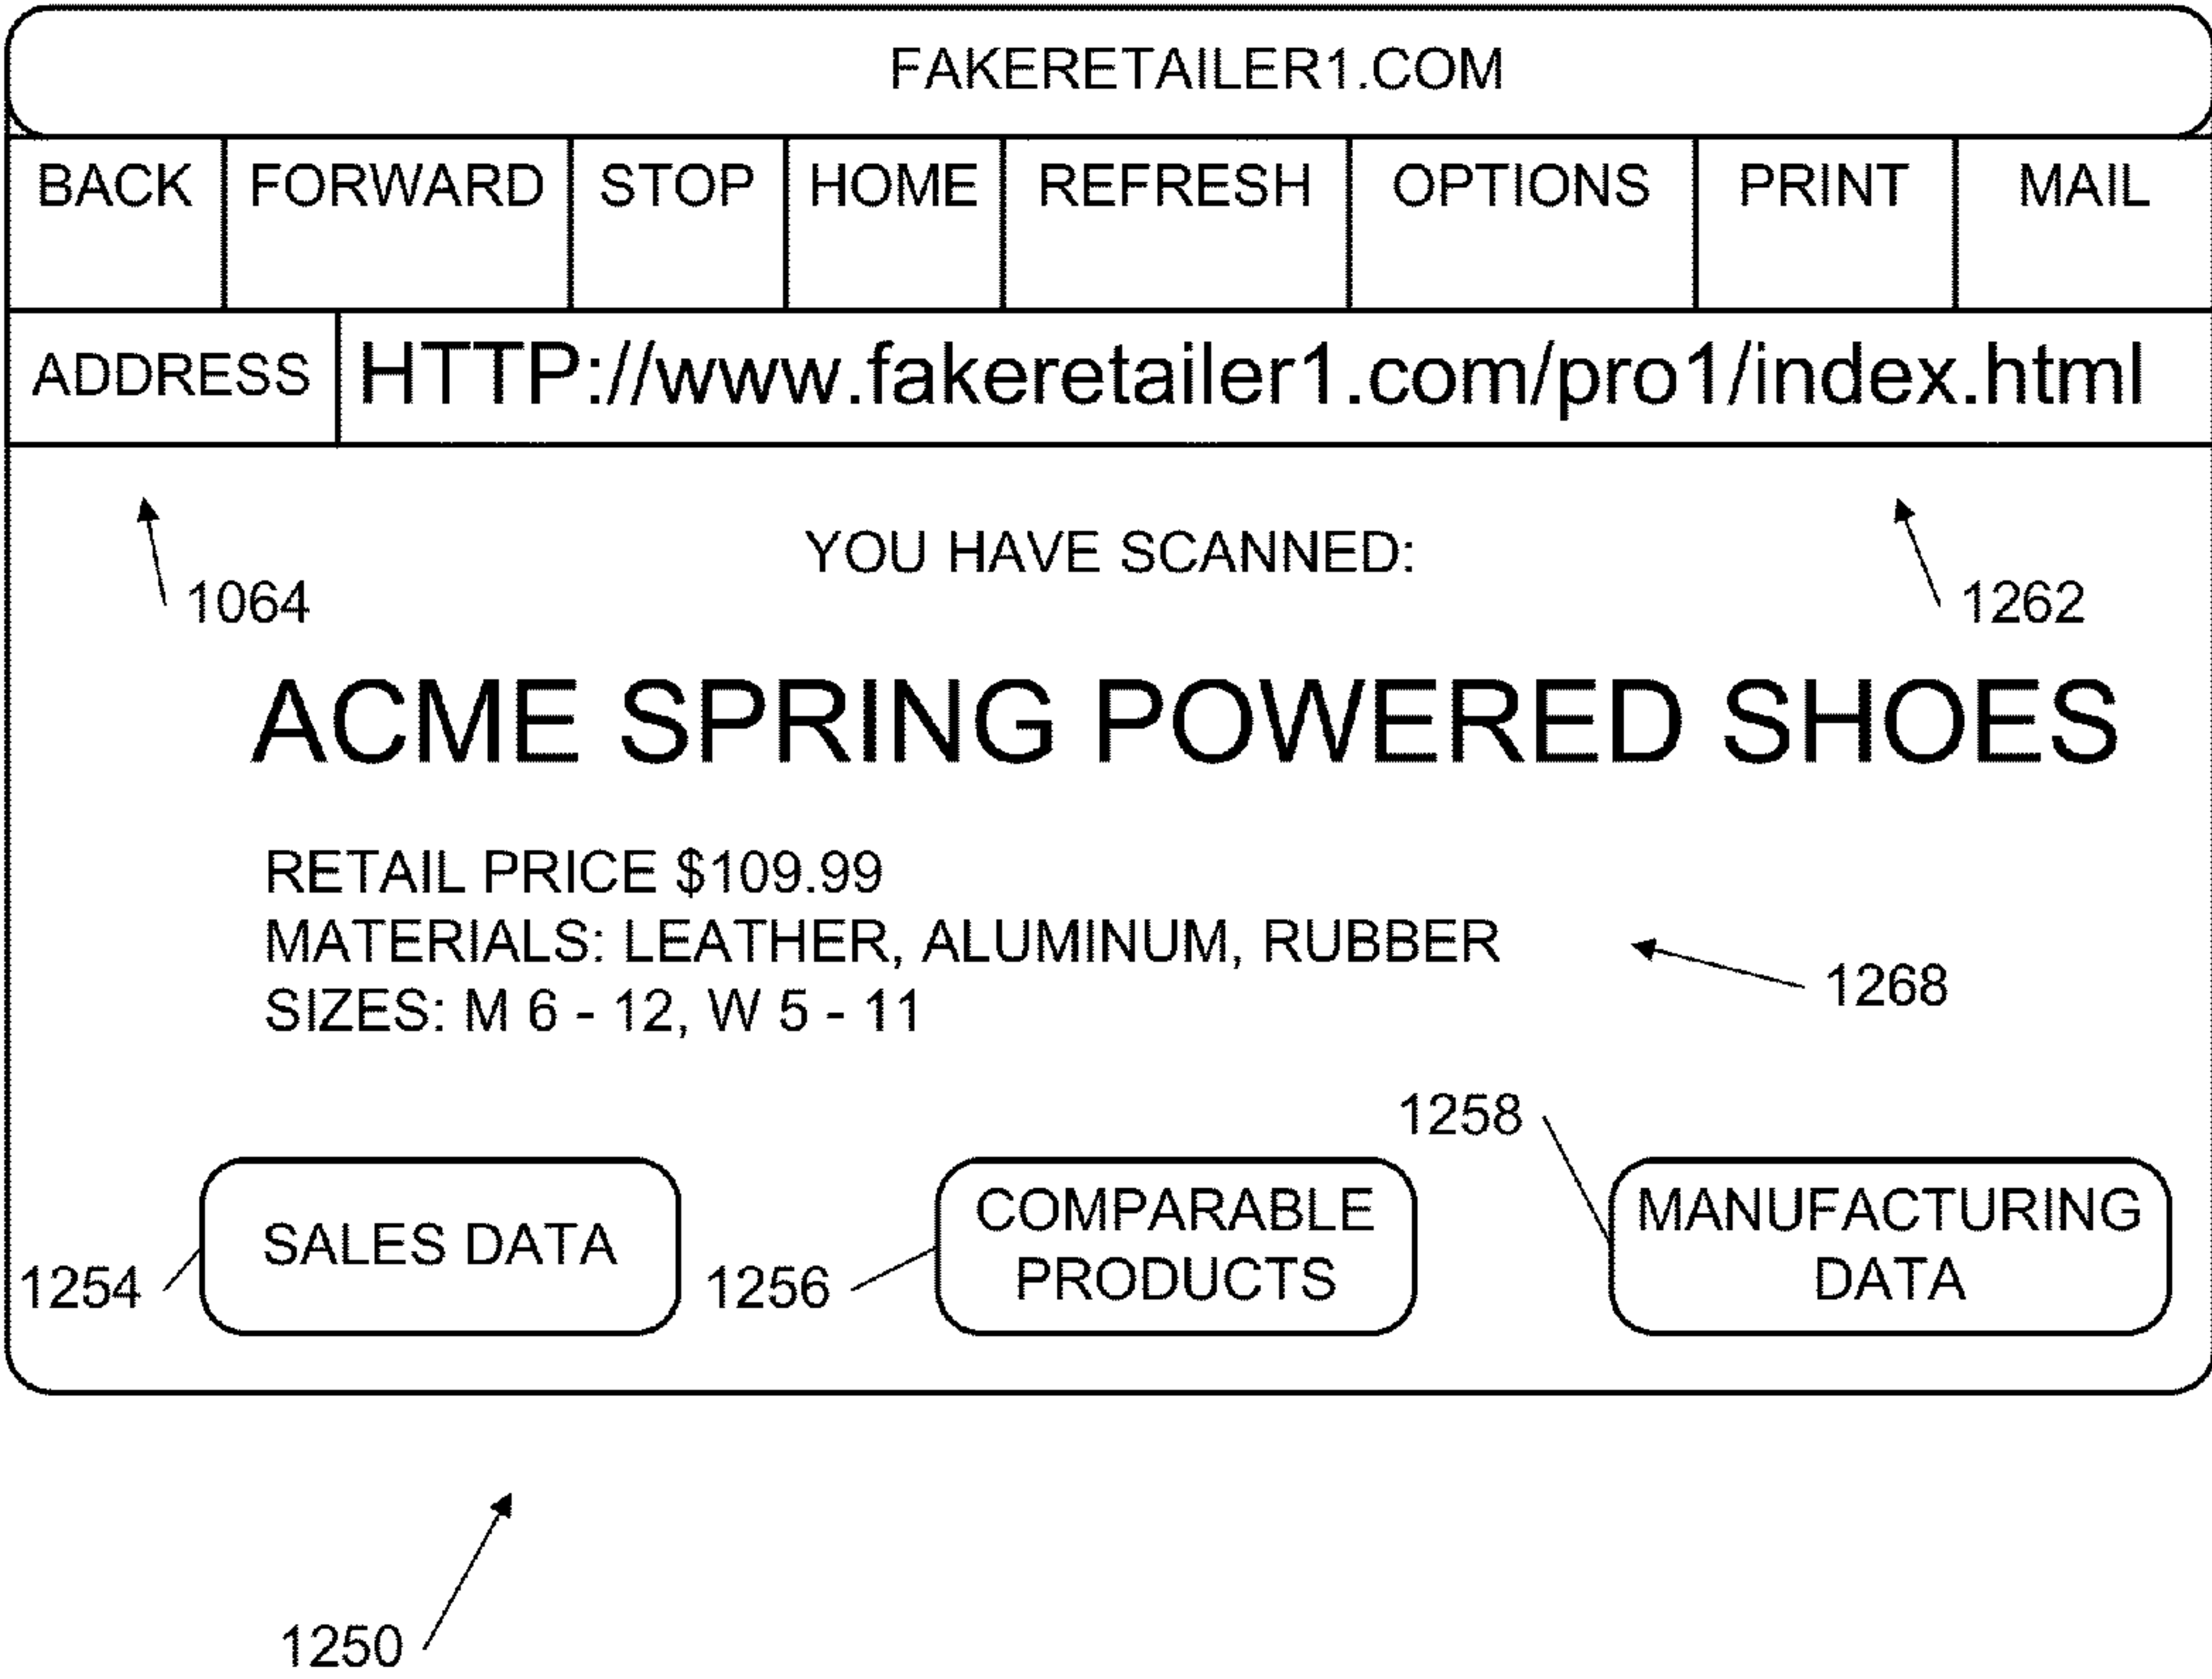 FAKERETAILER1.COM
BACK FORWARD STOP HOME REFRESH OPTIONS PRINT MAIL
ADDRESS HTTP://www.fakeretailer1.com/pro1/index.html
YOU HAVE SCANNED:
1064 1262
ACME SPRING POWERED SHOES
RETAIL PRICE $109.99
MATERIALS: LEATHER, ALUMINUM, RUBBER
1268
SIZES: M 6 - 12, W 5 - 11
1258
SALES DATA
1254
COMPARABLE
PRODUCTS
1256
MANUFACTURING
DATA
1250